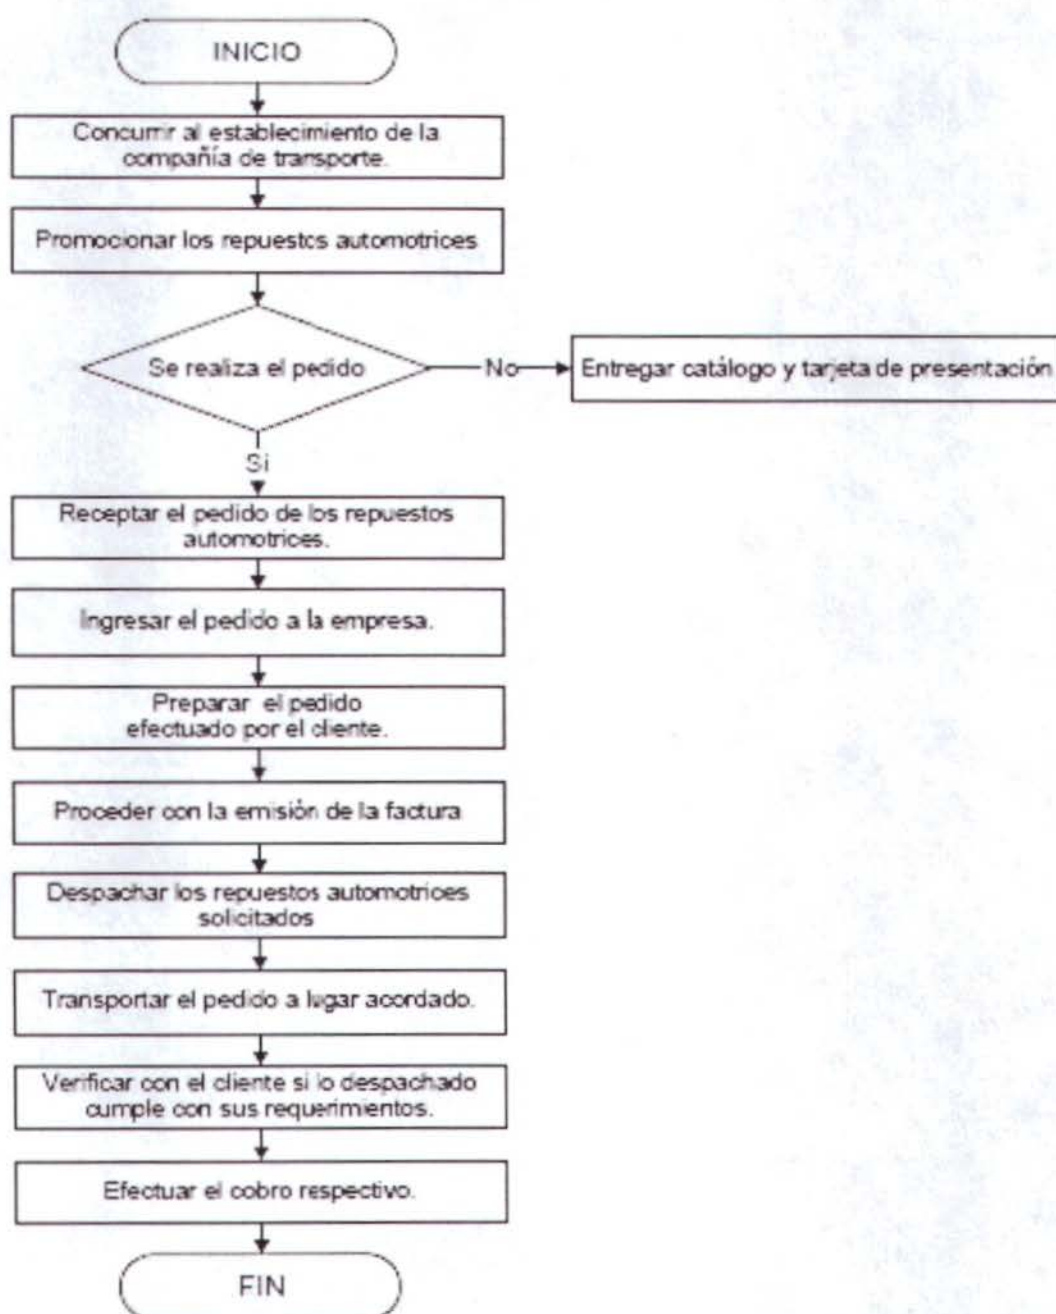 INICIO
Concurrir al establecimiento de la
compañía de transporte.
Promocionar los repuestos automotrices
Se realiza el pedido
No
Entregar catálogo y tarjeta de presentación
Si
Receptar el pedido de los repuestos
automotrices.
Ingresar el pedido a la empresa.
Preparar el pedido
efectuado por el cliente.
Proceder con la emisión de la factura
Despachar los repuestos automotrices
solicitados
Transportar el pedido a lugar acordado.
Verificar con el cliente si lo despachado
cumple con sus requerimientos.
Efectuar el cobro respectivo.
FIN